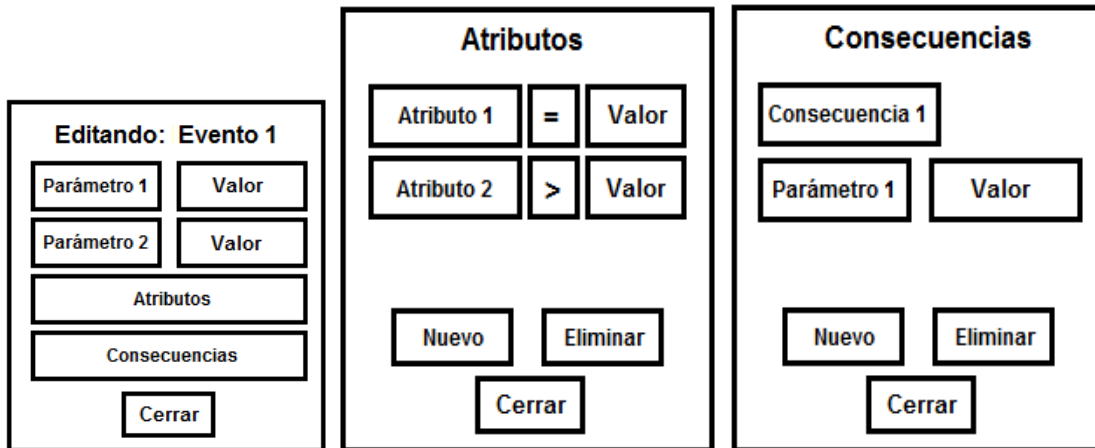 Editando: Evento 1
Parámetro 1 Valor
Parámetro 2 Valor
Atributos
Consecuencias
Cerrar
Atributos
Atributo 1 = Valor
Atributo 2 > Valor
Nuevo Eliminar
Cerrar
Consecuencias
Consecuencia 1
Parámetro 1 Valor
Nuevo Eliminar
Cerrar